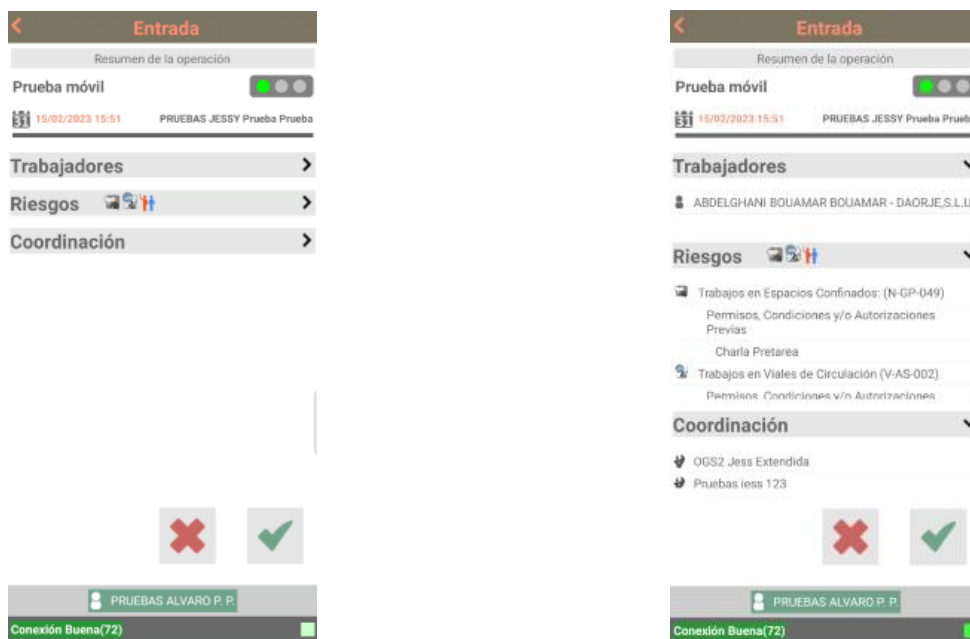 Entrada
Resumen de la operación
Prueba móvil
15/02/2023 15:51 PRUEBAS JESSY Prueba Prueba
Trabajadores
Riesgos
Coordinación
PRUEBAS ALVARO P. P.
Conexión Buena(72)
Entrada
Resumen de la operación
Prueba móvil
15/02/2023 15:51 PRUEBAS JESSY Prueba Prueb
Trabajadores
ABDELGHANI BOUAMAR BOUAMAR - DAORJE,S.L.U
Riesgos
Trabajos en Espacios Confinados: (N-GP-049)
Permisos, Condiciones y/o Autorizaciones
Previas
Charla Pretarea
Trabajos en Viales de Circulación (V-AS-002)
Permisos, Condiciones y/o Autorizaciones
Coordinación
OGS2 Jess Extendida
Pruebas jess 123
PRUEBAS ALVARO P. P.
Conexión Buena(72)